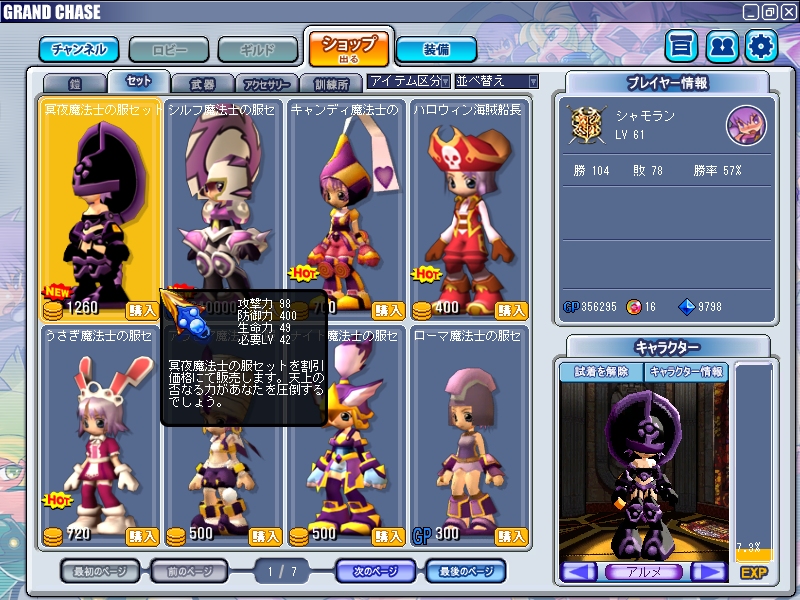 GRAND CHASE
チャンネル
ロビー
ギルド
ショップ
出る
装備
鎧
セット
武器
アクセサリー
訓練所
アイテム区分
並べ替え
冥夜魔法士の服セット
シルフ魔法士の服セ
キャンディ魔法士の
ハロウィン海賊船長
NEW
1260
購入
HOT
購入
HOT
400
購入
攻撃力 98
防御力 400
生命力 49
必要LV 42
冥夜魔法士の服セットを割引
価格にて販売します。天上の
否なる力があなたを圧倒する
でしょう。
うさぎ魔法士の服セ
ナイト魔法士の服セ
ローマ魔法士の服セ
HOT
720
購入
500
購入
500
購入
GP 300
購入
最初のページ
前のページ
1 / 7
次のページ
最後のページ
プレイヤー情報
シャモラン
LV 61
勝 104 敗 78 勝率 57%
GP 356295 16 9798
キャラクター
試着を解除
キャラクター情報
アルメ
7.3%
EXP